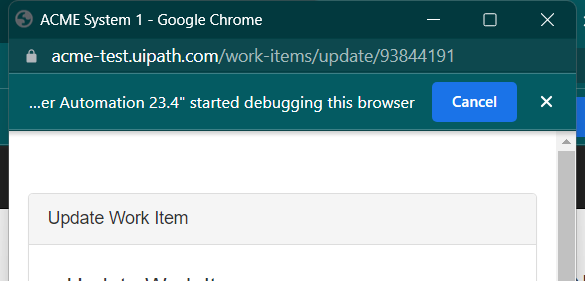 ACME System 1 - Google Chrome
acme-test.uipath.com/work-items/update/93844191
...er Automation 23.4" started debugging this browser
Cancel
Update Work Item